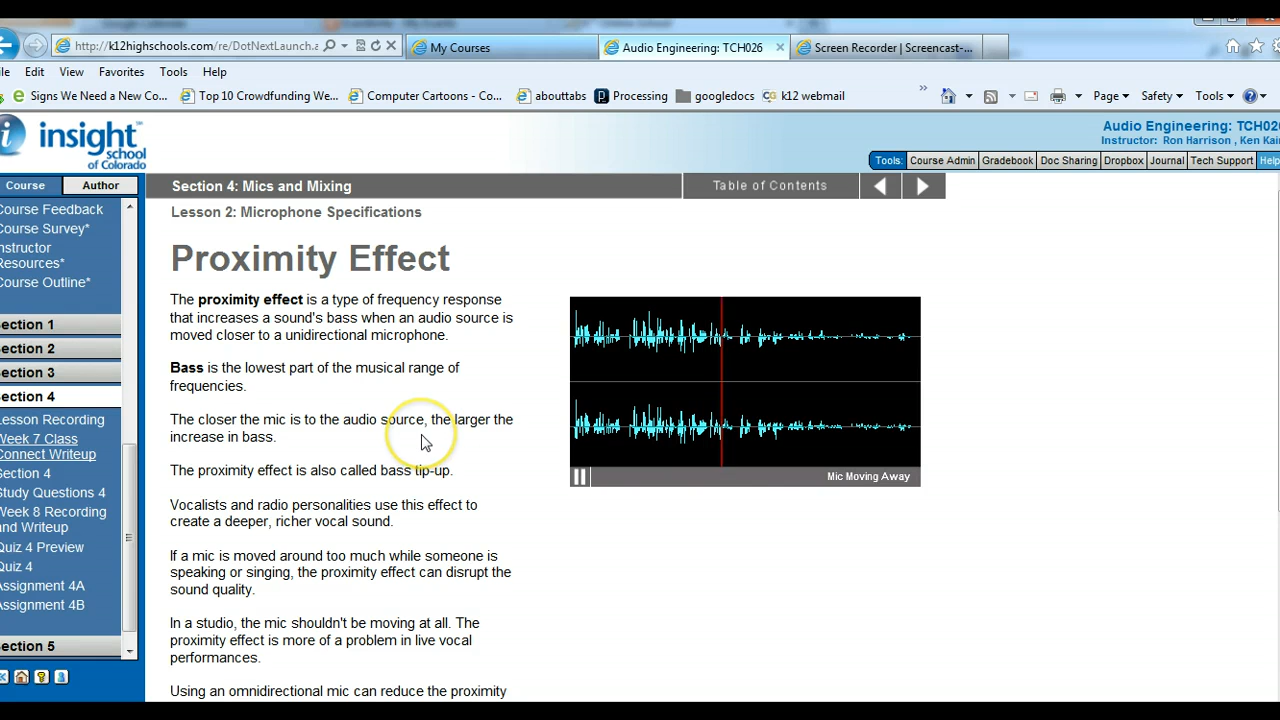 http://k12highschools.com/re/DotNextLaunch.a
My Courses
Audio Engineering: TCH026
Screen Recorder | Screencast-...
Edit View Favorites Tools Help
Signs We Need a New Co...
Top 10 Crowdfunding We...
Computer Cartoons - Co...
abouttabs
Processing
googledocs
k12 webmail
Page
Safety
Tools
insight
school
of Colorado
Audio Engineering: TCH026
Instructor: Ron Harrison, Ken Kair
Tools: Course Admin Gradebook Doc Sharing Dropbox Journal Tech Support Help
Course Author
Section 4: Mics and Mixing
Table of Contents
Lesson 2: Microphone Specifications
Course Feedback
Course Survey*
nstructor
Resources*
Course Outline*
ection 1
ection 2
ection 3
ection 4
esson Recording
Week 7 Class
Connect Writeup
Section 4
Study Questions 4
Week 8 Recording
and Writeup
Quiz 4 Preview
Quiz 4
Assignment 4A
Assignment 4B
ection 5
Proximity Effect
The proximity effect is a type of frequency response
that increases a sound's bass when an audio source is
moved closer to a unidirectional microphone.
Bass is the lowest part of the musical range of
frequencies.
The closer the mic is to the audio source, the larger the
increase in bass.
The proximity effect is also called bass tip-up.
Vocalists and radio personalities use this effect to
create a deeper, richer vocal sound.
If a mic is moved around too much while someone is
speaking or singing, the proximity effect can disrupt the
sound quality.
In a studio, the mic shouldn't be moving at all. The
proximity effect is more of a problem in live vocal
performances.
Using an omnidirectional mic can reduce the proximity
Mic Moving Away